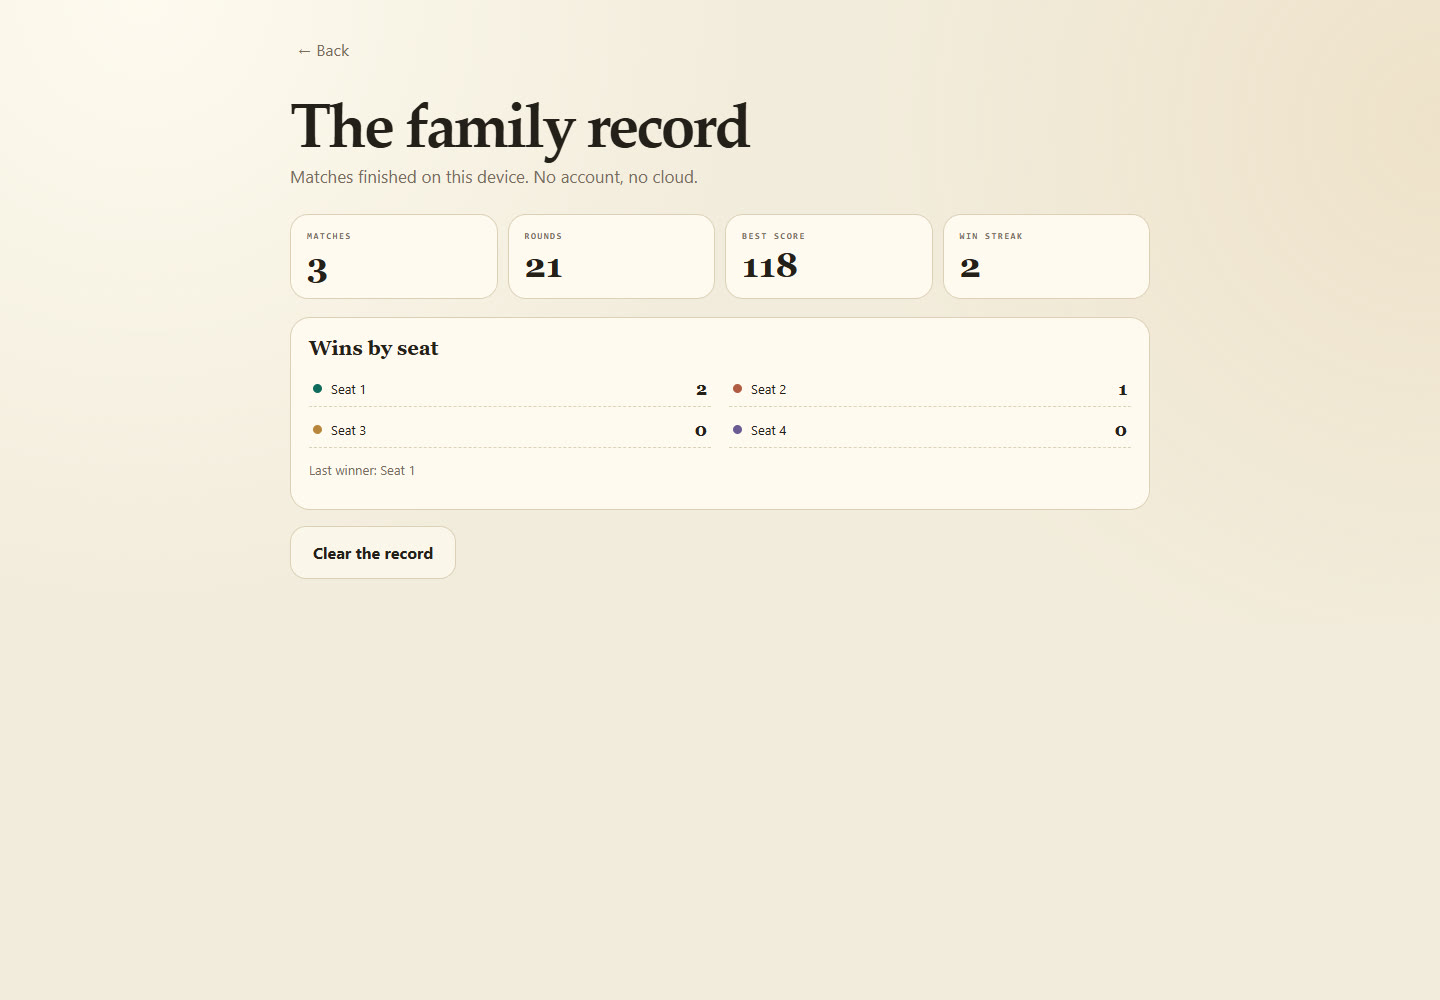 ← Back
The family record
Matches finished on this device. No account, no cloud.
MATCHES
3
ROUNDS
21
BEST SCORE
118
WIN STREAK
2
Wins by seat
Seat 1 2
Seat 2 1
Seat 3 0
Seat 4 0
Last winner: Seat 1
Clear the record